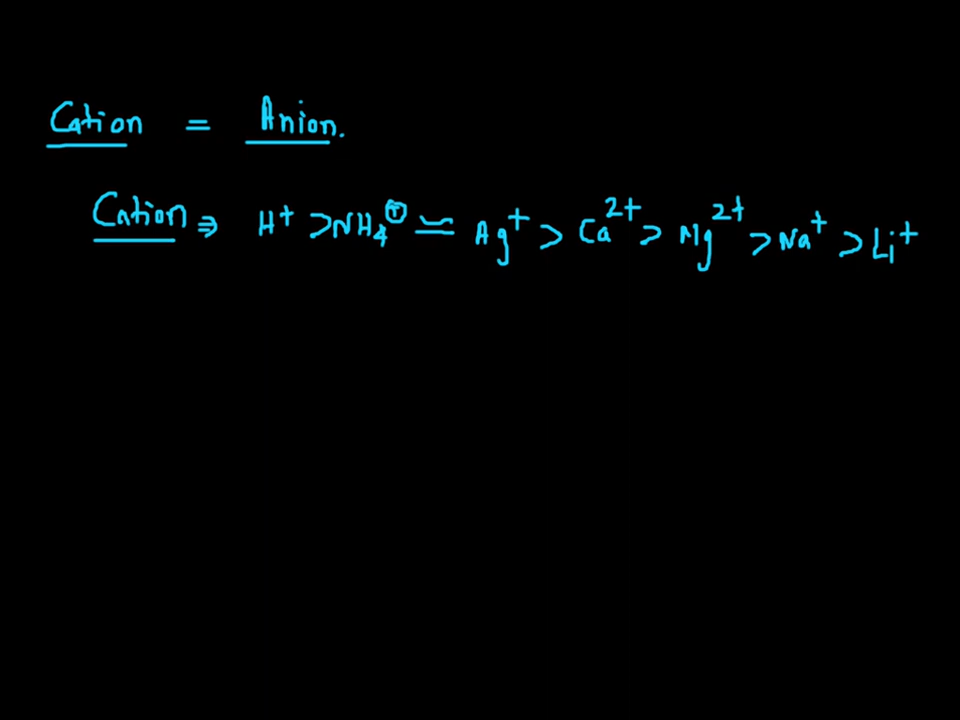 Cation = Anion.
Cation ⇒ H⁺ > NH₄⊕ ≃ Ag⁺ > Ca²⁺ > Mg²⁺ > Na⁺ > Li⁺